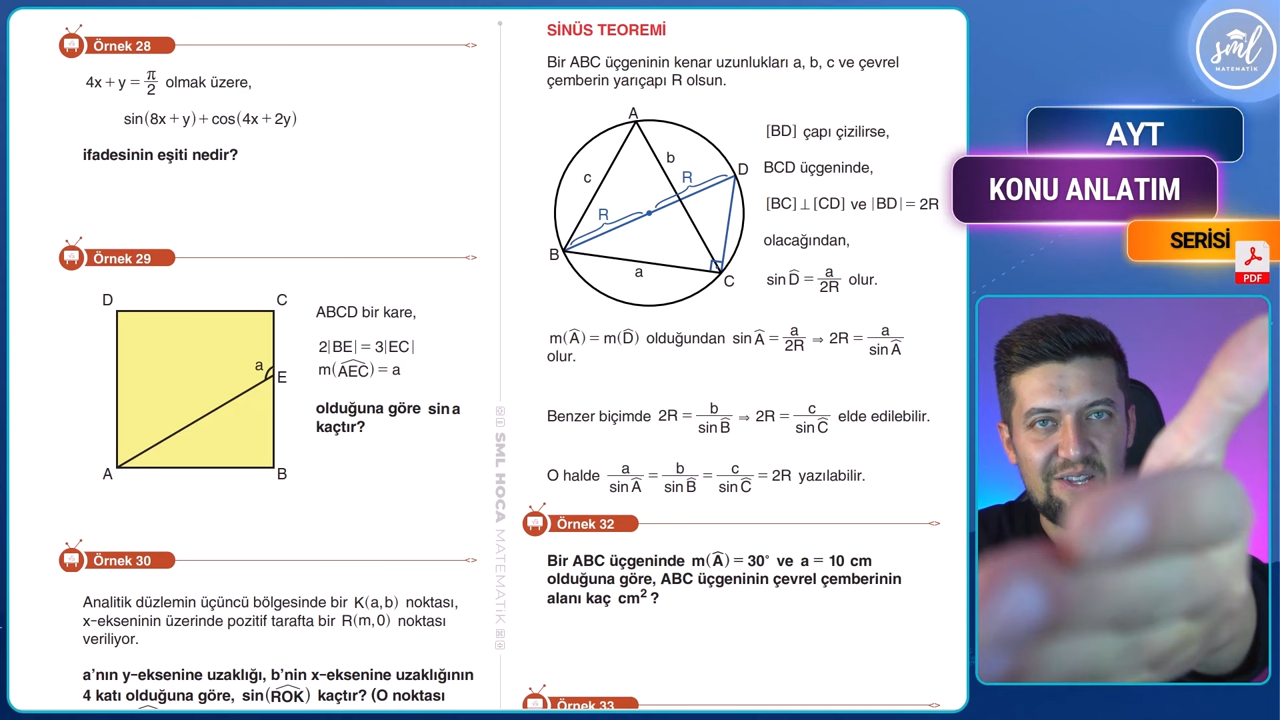 Örnek 28
4x + y = π/2 olmak üzere,
sin(8x + y) + cos(4x + 2y)
ifadesinin eşiti nedir?
Örnek 29
D C
a
E
A B
ABCD bir kare,
2|BE| = 3|EC|
m(AEC) = a
olduğuna göre sin a
kaçtır?
Örnek 30
Analitik düzlemin üçüncü bölgesinde bir K(a,b) noktası,
x-ekseninin üzerinde pozitif tarafta bir R(m,0) noktası
veriliyor.
a'nın y-eksenine uzaklığı, b'nin x-eksenine uzaklığının
4 katı olduğuna göre, sin(ROK) kaçtır? (O noktası
SML HOCA MATEMATİK
SİNÜS TEOREMİ
Bir ABC üçgeninin kenar uzunlukları a, b, c ve çevrel
çemberin yarıçapı R olsun.
A
b
c
R
D
R
B
a
C
[BD] çapı çizilirse,
BCD üçgeninde,
[BC] ⊥ [CD] ve |BD| = 2R
olacağından,
sin D̂ = a/2R olur.
m(Â) = m(D̂) olduğundan sin  = a/2R ⇒ 2R = a/sin Â
olur.
Benzer biçimde 2R = b/sin B̂ ⇒ 2R = c/sin Ĉ elde edilebilir.
O halde a/sin  = b/sin B̂ = c/sin Ĉ = 2R yazılabilir.
Örnek 32
Bir ABC üçgeninde m(Â) = 30° ve a = 10 cm
olduğuna göre, ABC üçgeninin çevrel çemberinin
alanı kaç cm² ?
Örnek 33
sml
MATEMATİK
AYT
KONU ANLATIM
SERİSİ
PDF